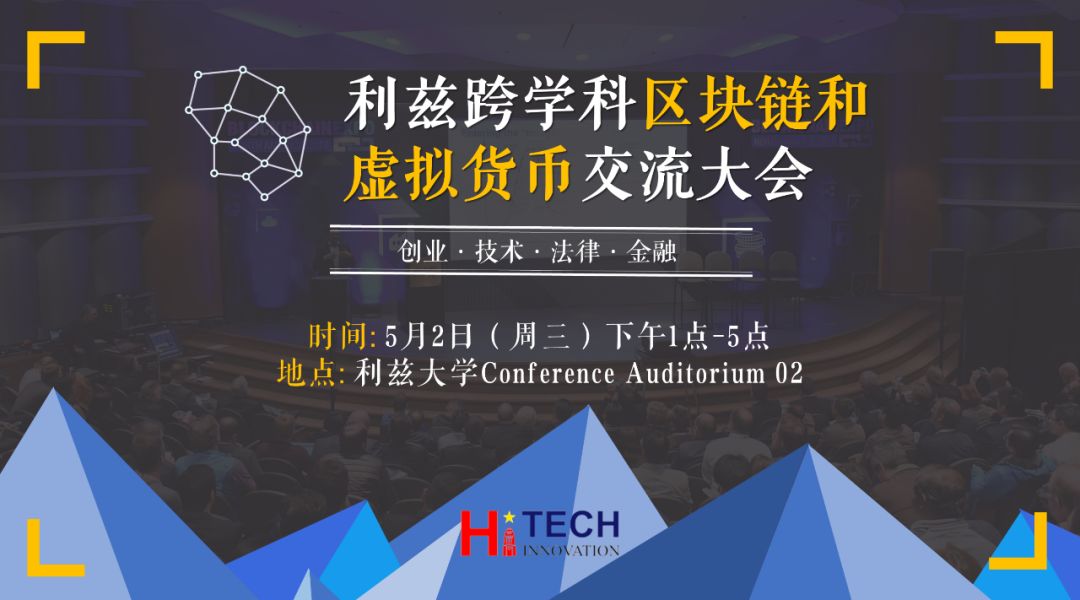 利兹跨学科区块链和
虚拟货币交流大会
创业·技术·法律·金融
时间: 5月2日（周三）下午1点-5点
地点: 利兹大学Conference Auditorium 02
HiTECH
INNOVATION